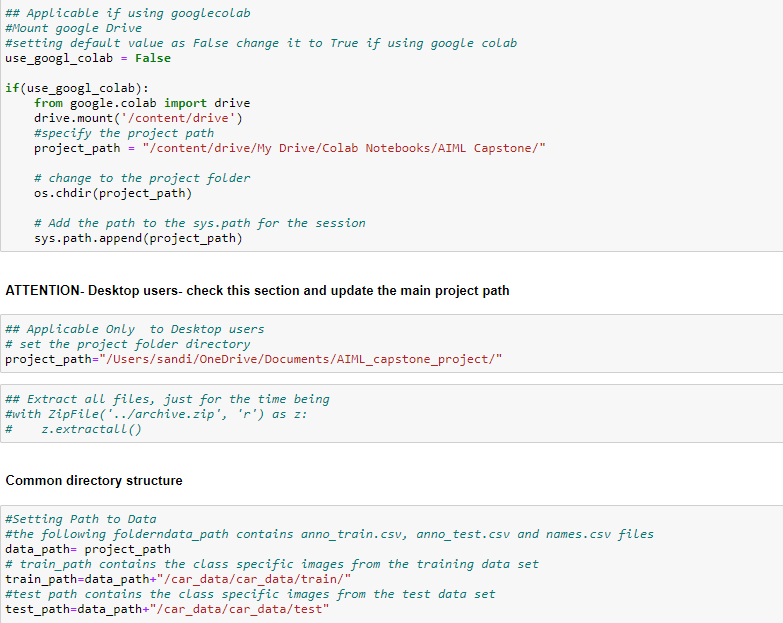 ## Applicable if using googlecolab
#Mount google Drive
#setting default value as False change it to True if using google colab
use_googl_colab = False
if(use_googl_colab):
from google.colab import drive
drive.mount('/content/drive')
#specify the project path
project_path = "/content/drive/My Drive/Colab Notebooks/AIML Capstone/"
# change to the project folder
os.chdir(project_path)
# Add the path to the sys.path for the session
sys.path.append(project_path)
ATTENTION- Desktop users- check this section and update the main project path
## Applicable Only  to Desktop users
# set the project folder directory
project_path="/Users/sandi/OneDrive/Documents/AIML_capstone_project/"
## Extract all files, just for the time being
#with ZipFile('../archive.zip', 'r') as z:
#    z.extractall()
Common directory structure
#Setting Path to Data
#the following folderndata_path contains anno_train.csv, anno_test.csv and names.csv files
data_path= project_path
# train_path contains the class specific images from the training data set
train_path=data_path+"/car_data/car_data/train/"
#test path contains the class specific images from the test data set
test_path=data_path+"/car_data/car_data/test"